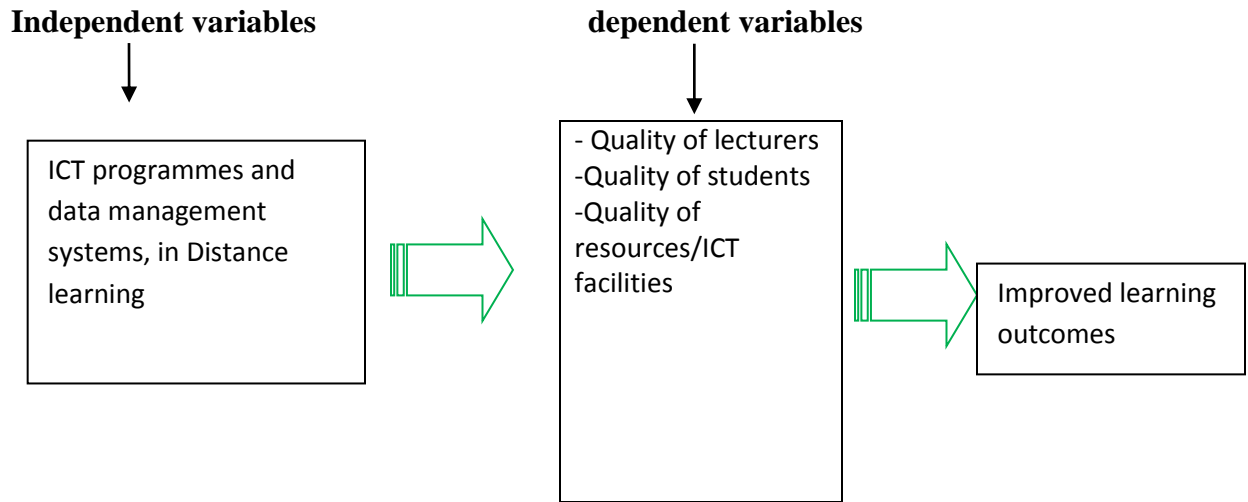 Independent variables
dependent variables
ICT programmes and
data management
systems, in Distance
learning
- Quality of lecturers
-Quality of students
-Quality of
resources/ICT
facilities
Improved learning
outcomes